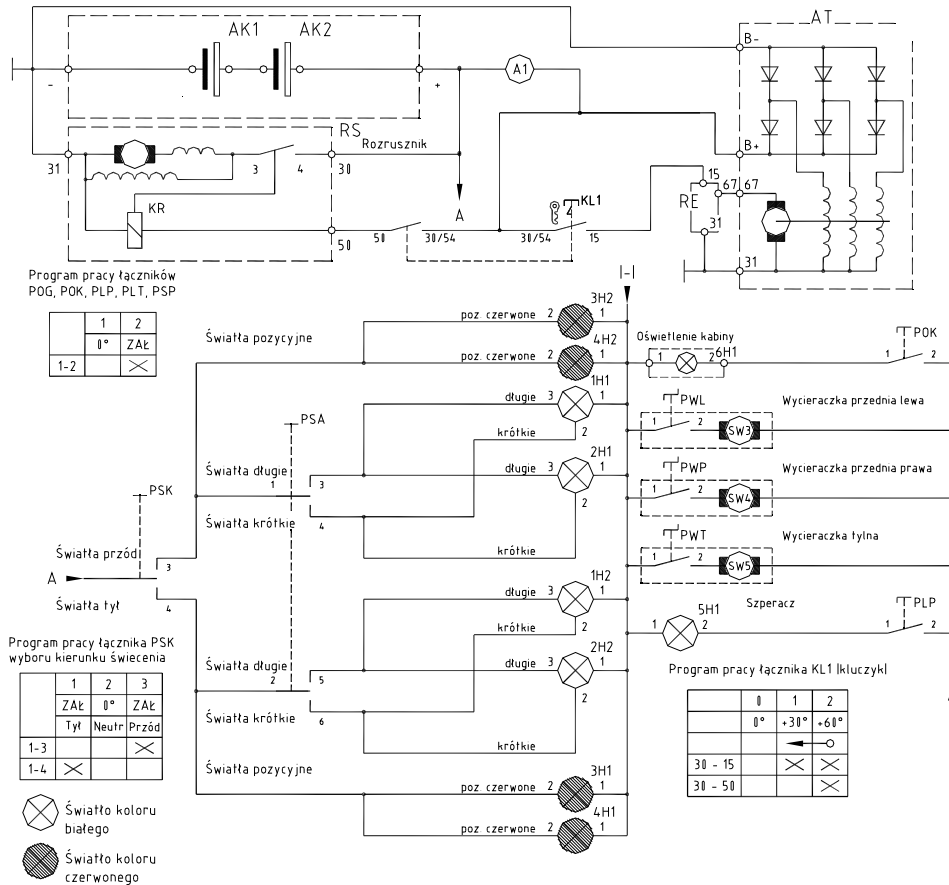 AK1 AK2
AT
B-
A1
-
+
B+
RS
Rozrusznik
31
3 4 30
KR
A
KL1
15
67 67
RE
31
50 50 30/54 30/54 15
31
Program pracy łączników
POG, POK, PLP, PLT, PSP
1 2
0° ZAŁ
1-2
|-|
Światła pozycyjne
poz. czerwone 2 3H2 1
poz. czerwone 2 4H2 1
długie 3 1H1 1
krótkie 2
długie 3 2H1 1
2
krótkie
PSA
Światła długie
1 3
4
Światła krótkie
PSK
Światła przód
A
3
4
Światła tył
długie 3 1H2 1
krótkie 2
długie 3 2H2 1
2
krótkie
Światła długie
2 5
6
Światła krótkie
Światła pozycyjne
poz. czerwone 2 3H1 1
poz. czerwone 2 4H1 1
Oświetlenie kabiny
1 2 6H1
POK
1 2
PWL
Wycieraczka przednia lewa
1 2 SW3
PWP
Wycieraczka przednia prawa
1 2 SW4
PWT
Wycieraczka tylna
1 2 SW5
Szperacz
1 5H1 2
PLP
1 2
Program pracy łącznika PSK
wyboru kierunku świecenia
1 2 3
ZAŁ 0° ZAŁ
Tył Neutr Przód
1-3
1-4
Światło koloru
białego
Światło koloru
czerwonego
Program pracy łącznika KL1 |kluczyk|
0 1 2
0° +30° +60°
30 - 15
30 - 50